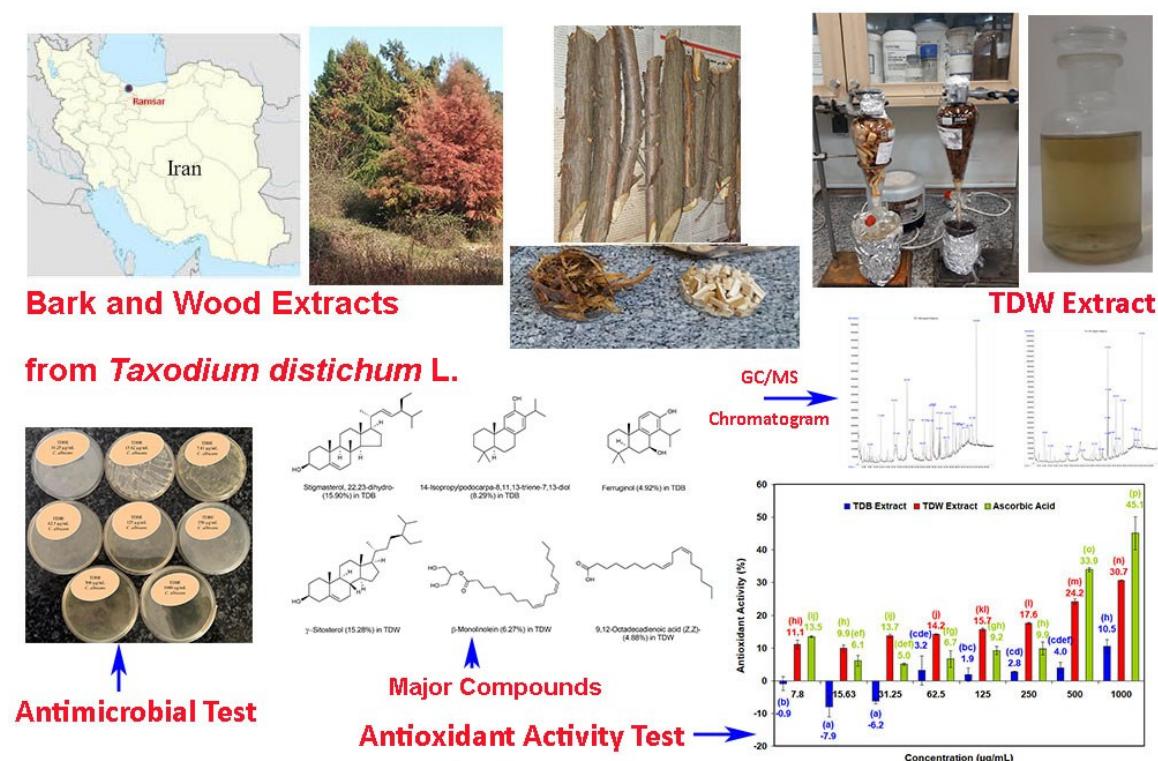 Ramsar
Iran
Bark and Wood Extracts
from Taxodium distichum L.
TDW Extract
GC/MS
Chromatogram
Stigmasterol, 22,23-dihydro-
(15.90%) in TDB
14-Isopropylpodocarpa-8,11,13-triene-7,13-diol
(8.29%) in TDB
Ferruginol (4.92%) in TDB
γ-Sitosterol (15.28%) in TDW
β-Monolinolein (6.27%) in TDW
9,12-Octadecadienoic acid (Z,Z)-
(4.88%) in TDW
Major Compounds
Antimicrobial Test
Antioxidant Activity Test
TDB Extract
TDW Extract
Ascorbic Acid
Antioxidant Activity (%)
60
50
40
30
20
10
0
-10
-20
(b) -0.9
(hi) 11.1
(ij) 13.5
(a) -7.9
(h) 9.9
(ef) 6.1
(a) -6.2
(ij) 13.7
(def) 5.0
(cde) 3.2
(j) 14.2
(fg) 6.7
(bc) 1.9
(kl) 15.7
(gh) 9.2
(cd) 2.8
(l) 17.6
(h) 9.9
(cdef) 4.0
(m) 24.2
(o) 33.9
(h) 10.5
(n) 30.7
(p) 45.1
7.8 15.63 31.25 62.5 125 250 500 1000
Concentration (µg/mL)